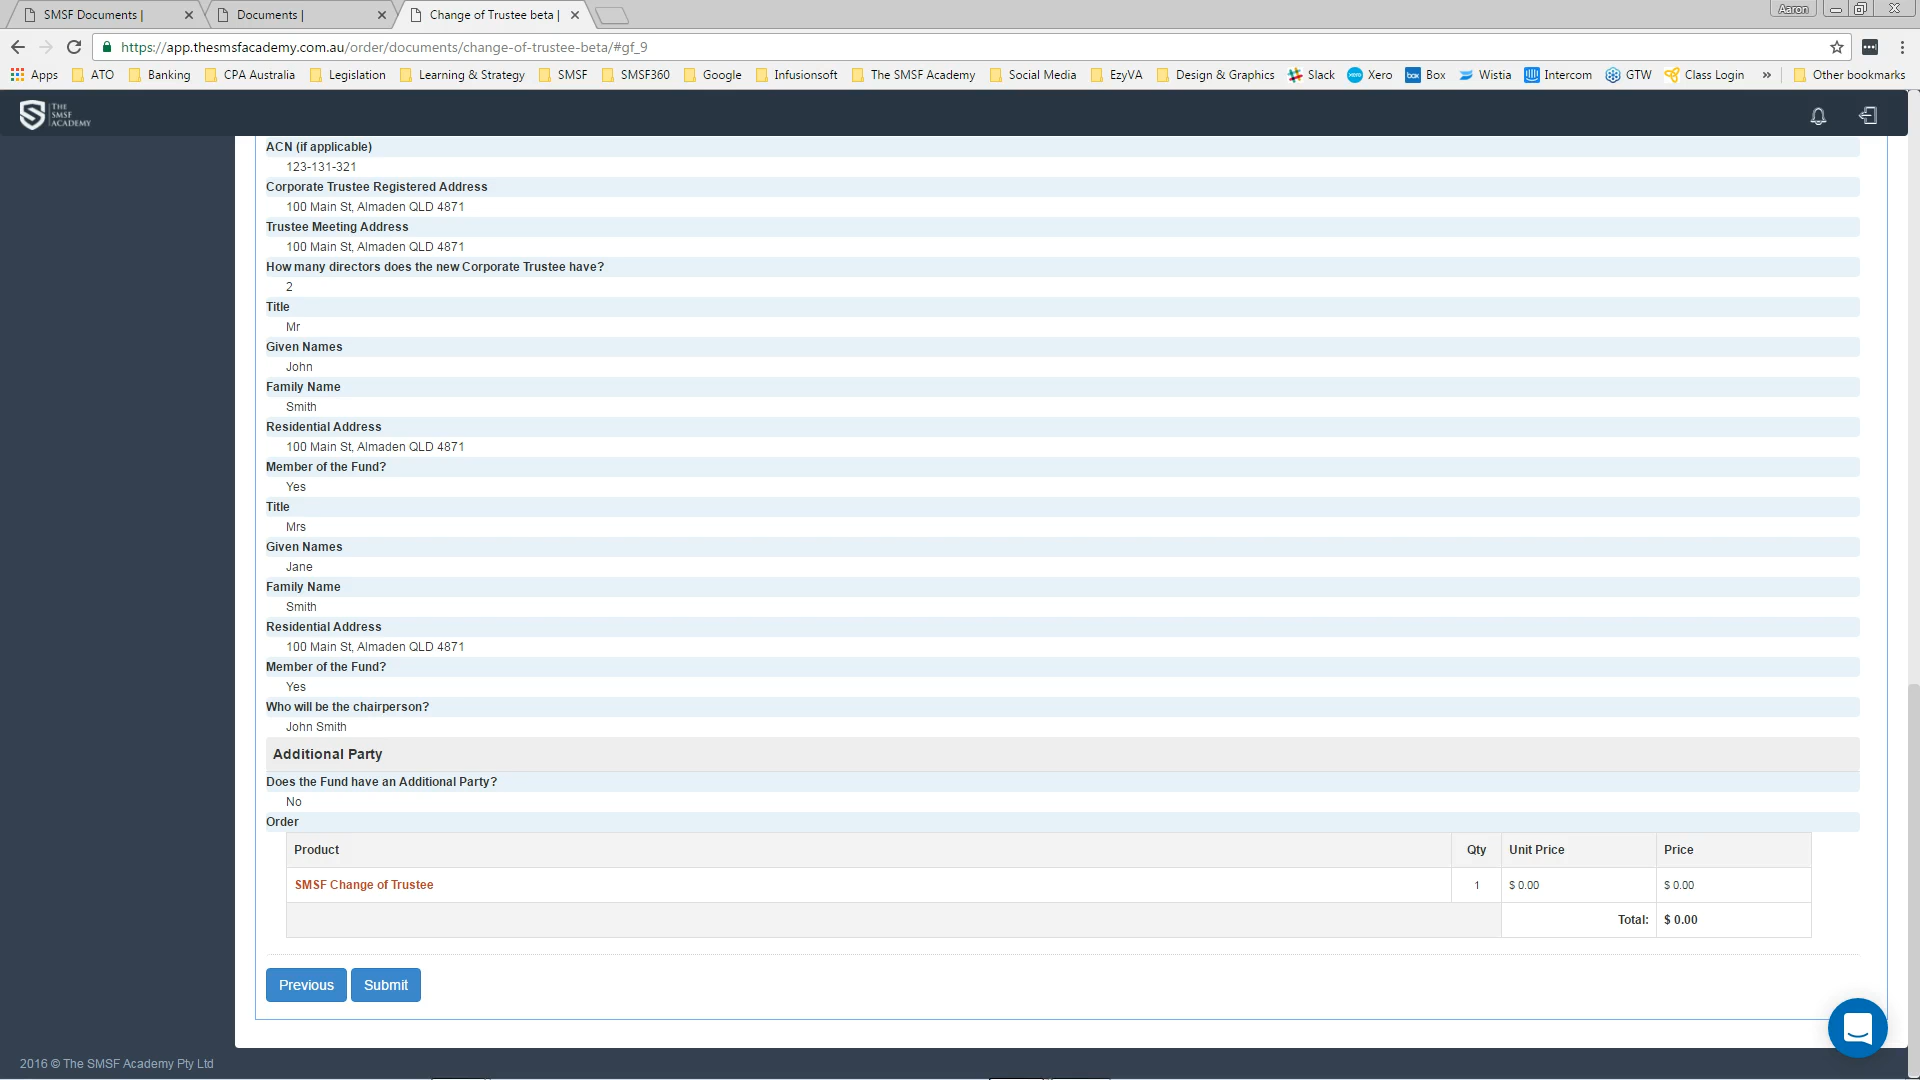 SMSF Documents |
Documents |
Change of Trustee beta |
Aaron
https://app.thesmsfacademy.com.au/order/documents/change-of-trustee-beta/#gf_9
Apps ATO Banking CPA Australia Legislation Learning & Strategy SMSF SMSF360 Google Infusionsoft The SMSF Academy Social Media EzyVA Design & Graphics Slack Xero Box Wistia Intercom GTW Class Login » Other bookmarks
THE
SMSF
ACADEMY
ACN (if applicable)
123-131-321
Corporate Trustee Registered Address
100 Main St, Almaden QLD 4871
Trustee Meeting Address
100 Main St, Almaden QLD 4871
How many directors does the new Corporate Trustee have?
2
Title
Mr
Given Names
John
Family Name
Smith
Residential Address
100 Main St, Almaden QLD 4871
Member of the Fund?
Yes
Title
Mrs
Given Names
Jane
Family Name
Smith
Residential Address
100 Main St, Almaden QLD 4871
Member of the Fund?
Yes
Who will be the chairperson?
John Smith
Additional Party
Does the Fund have an Additional Party?
No
Order
Product Qty Unit Price Price
SMSF Change of Trustee 1 $ 0.00 $ 0.00
Total: $ 0.00
Previous Submit
2016 © The SMSF Academy Pty Ltd